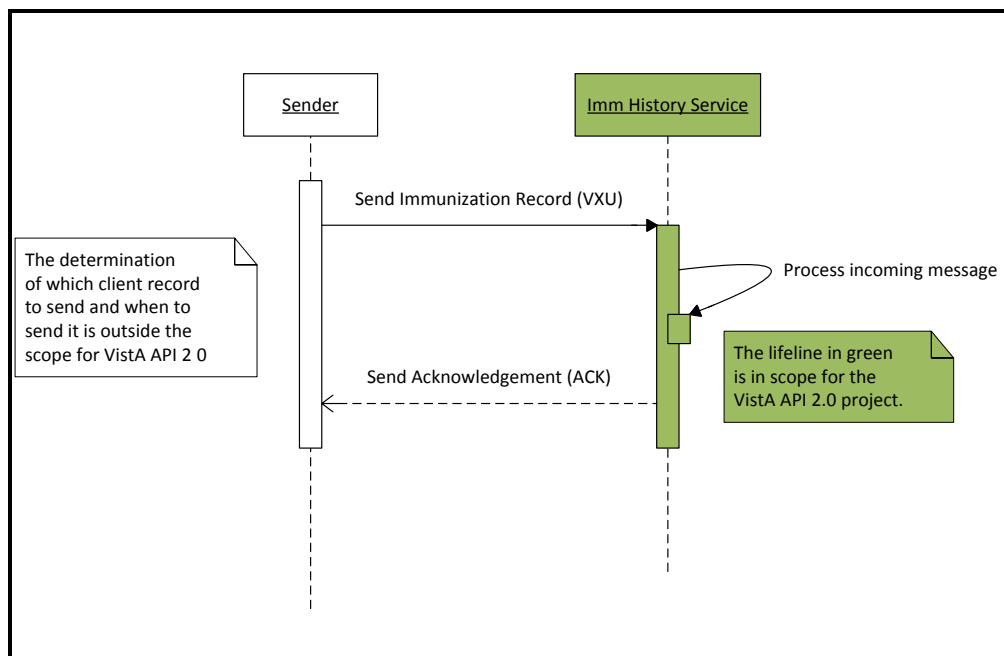 Sender
Imm History Service
Send Immunization Record (VXU)
The determination
of which client record
to send and when to
send it is outside the
scope for VistA API 2 0
Process incoming message
The lifeline in green
is in scope for the
VistA API 2.0 project.
Send Acknowledgement (ACK)